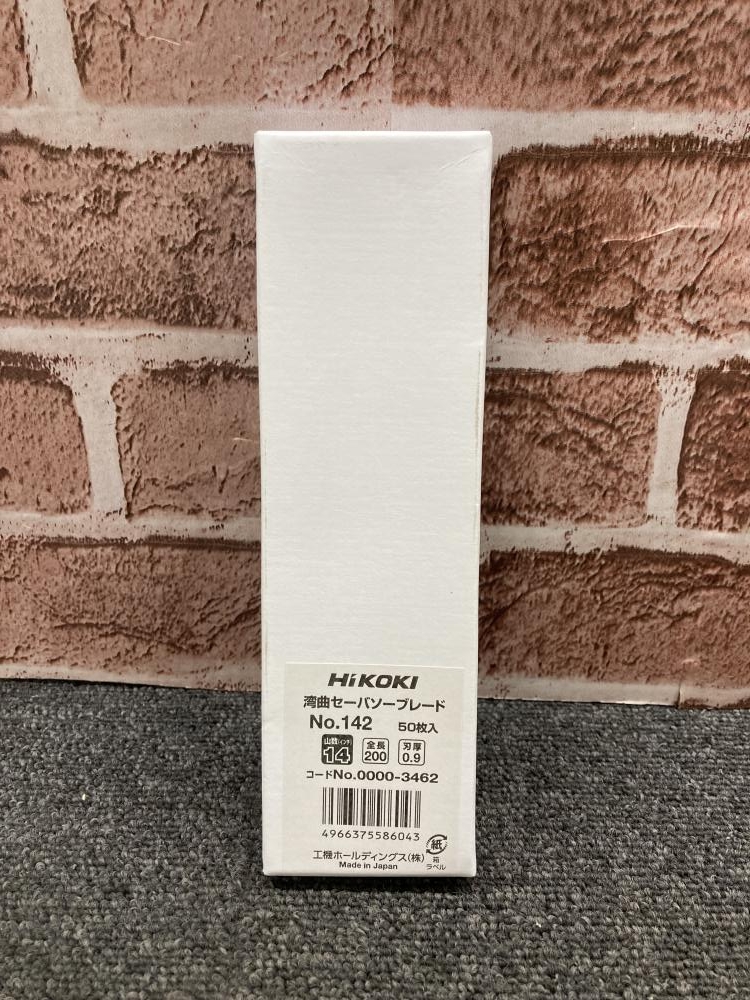 HiKOKI
湾曲セーバソーブレード
No.142 50枚入
山数/インチ 14 全長 200 刃厚 0.9
コードNo.0000-3462
4966375586043
工機ホールディングス(株)
Made in Japan
紙
箱
ラベル